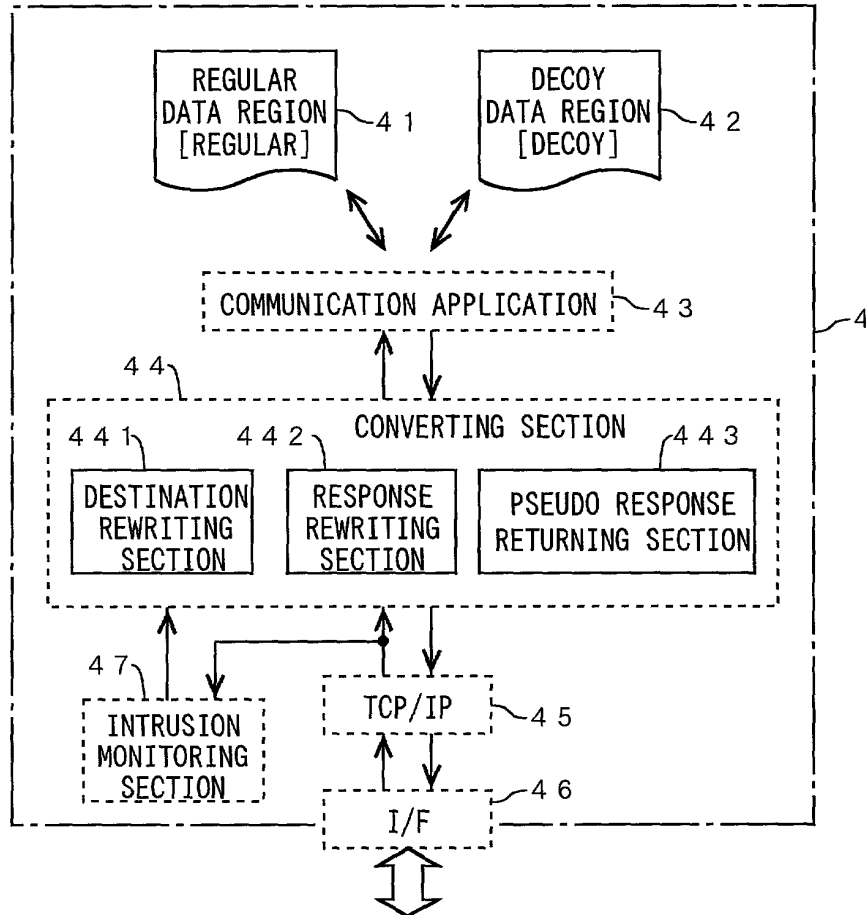 REGULAR
DATA REGION
[REGULAR]
41
DECOY
DATA REGION
[DECOY]
42
COMMUNICATION APPLICATION
43
4
44
CONVERTING SECTION
441
DESTINATION
REWRITING
SECTION
442
RESPONSE
REWRITING
SECTION
443
PSEUDO RESPONSE
RETURNING SECTION
47
INTRUSION
MONITORING
SECTION
TCP/IP
45
I/F
46